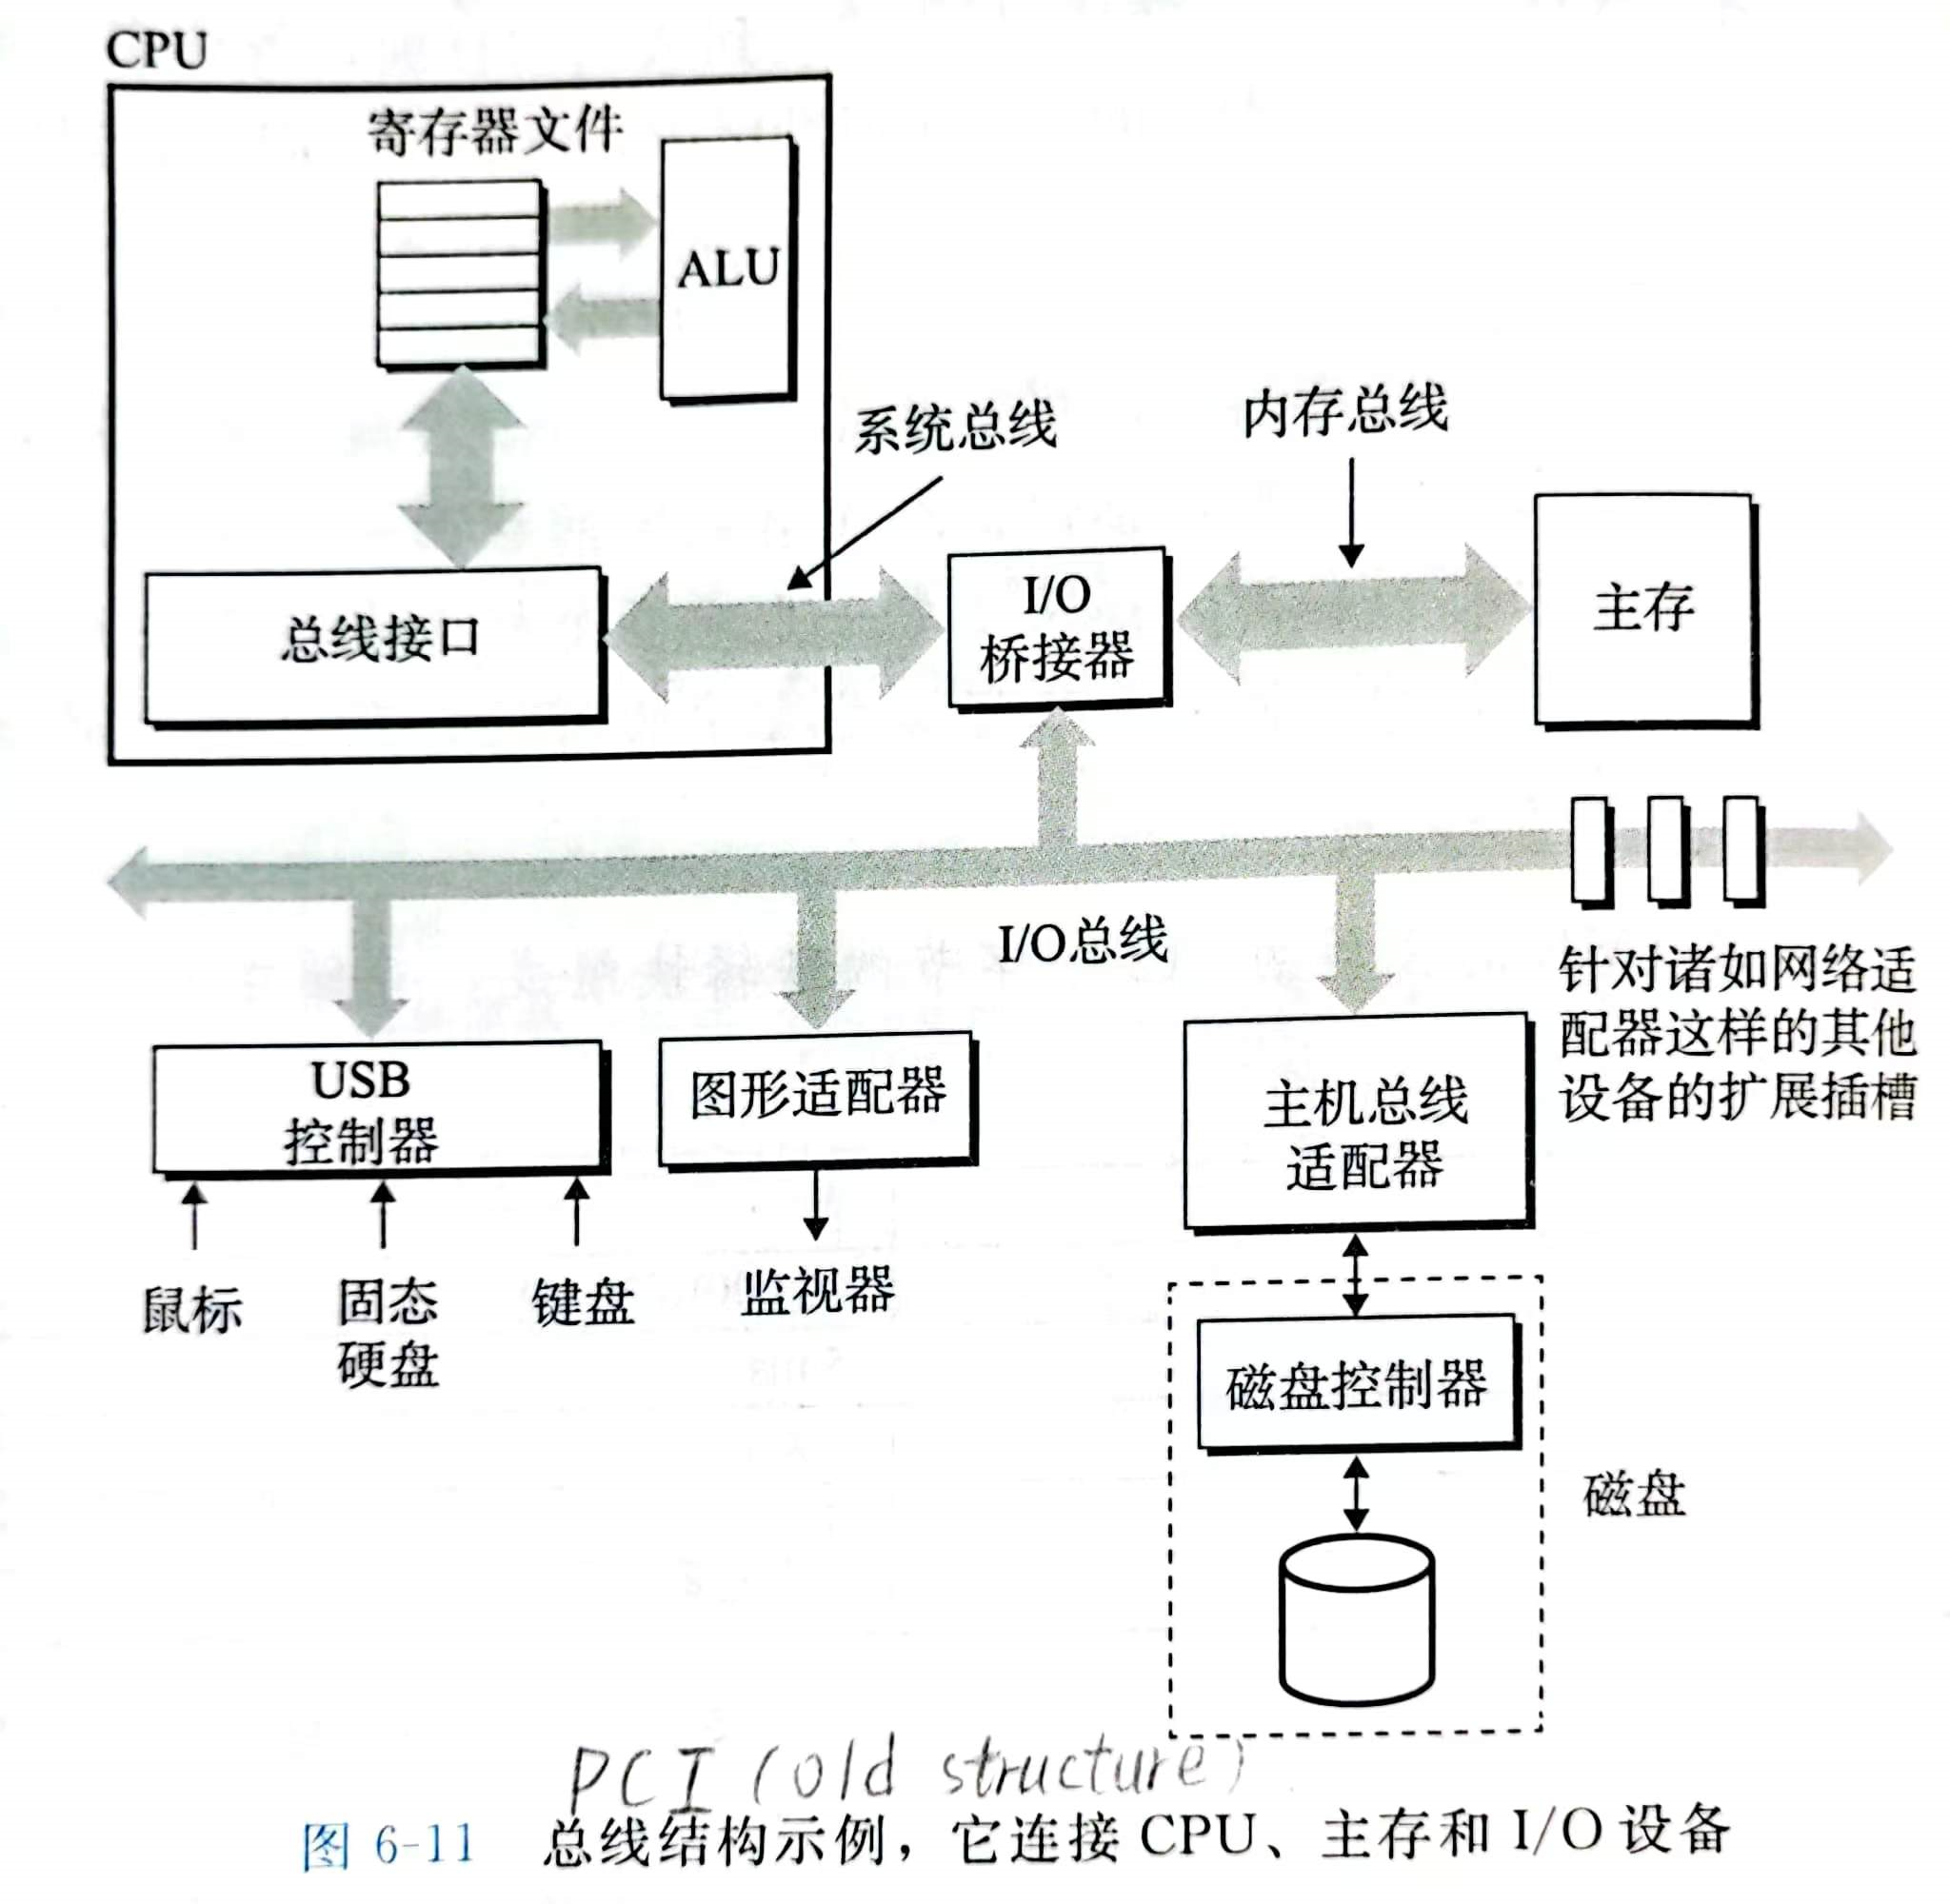 CPU
寄存器文件
ALU
系统总线
内存总线
总线接口
I/O
桥接器
主存
I/O总线
针对诸如网络适
配器这样的其他
设备的扩展插槽
USB
控制器
图形适配器
主机总线
适配器
鼠标
固态
硬盘
键盘
监视器
磁盘控制器
磁盘
PCI (old structure)
图 6-11 总线结构示例，它连接 CPU、主存和 I/O 设备